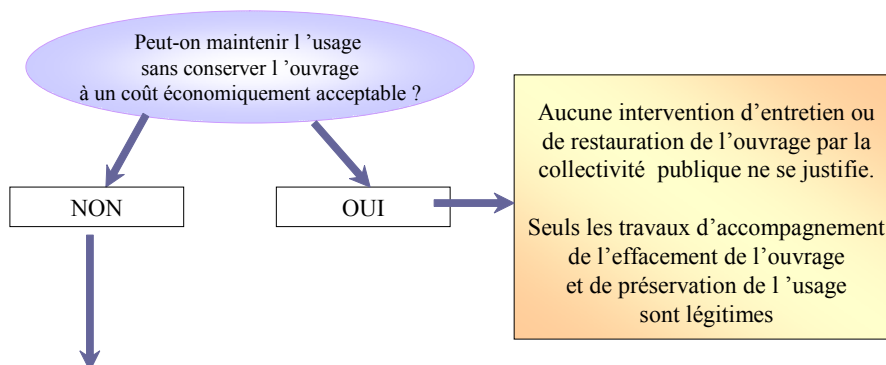 Peut-on maintenir l 'usage
sans conserver l 'ouvrage
à un coût économiquement acceptable ?
NON
OUI
Aucune intervention d'entretien ou
de restauration de l'ouvrage par la
collectivité publique ne se justifie.
Seuls les travaux d'accompagnement
de l'effacement de l'ouvrage
et de préservation de l 'usage
sont légitimes